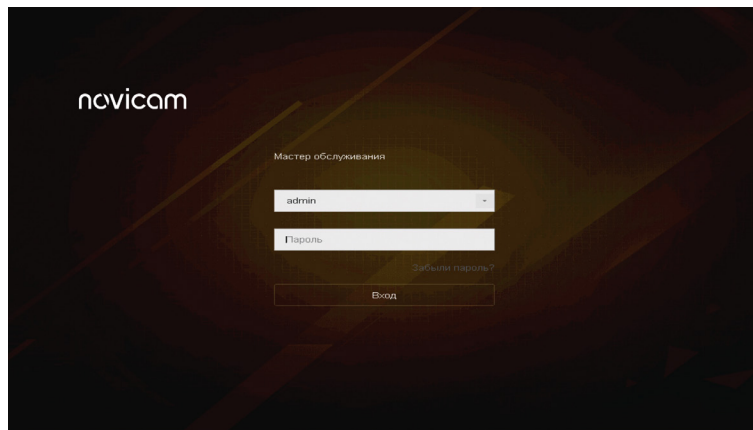 novicam
Мастер обслуживания
admin
Пароль
Забыли пароль?
Вход